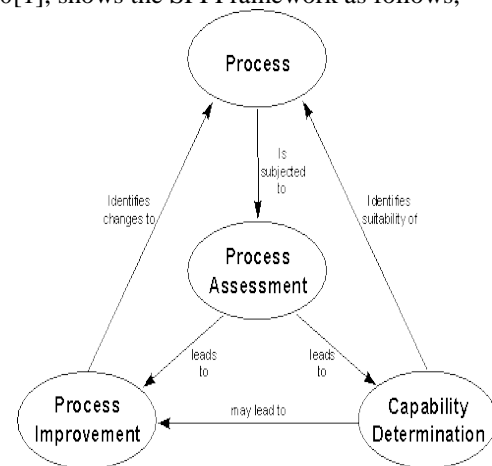 [1], shows the SPI Framework as follows,
Process
Is
subjected
to
Identifies
changes to
Identifies
suitability of
Process
Assessment
leads
to
leads
to
Process
Improvement
may lead to
Capability
Determination